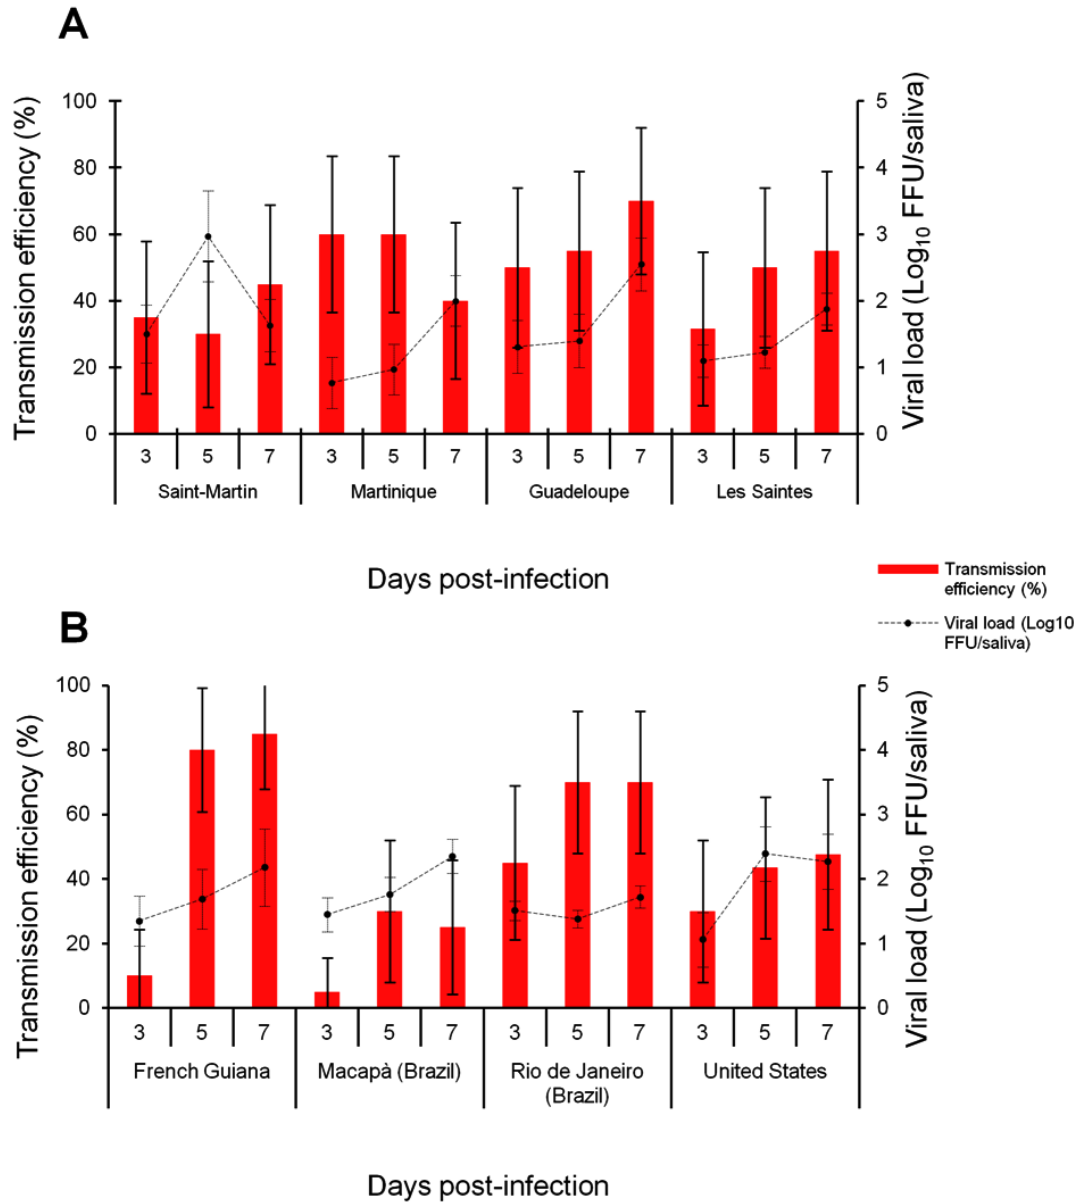 A
Transmission efficiency (%)
100
80
60
40
20
0
5
4
3
2
1
0
Viral load (Log10 FFU/saliva)
3 5 7 3 5 7 3 5 7 3 5 7
Saint-Martin Martinique Guadeloupe Les Saintes
Days post-infection
Transmission
efficiency (%)
Viral load (Log10
FFU/saliva)
B
Transmission efficiency (%)
100
80
60
40
20
0
5
4
3
2
1
0
Viral load (Log10 FFU/saliva)
3 5 7 3 5 7 3 5 7 3 5 7
French Guiana Macapà (Brazil) Rio de Janeiro United States
(Brazil)
Days post-infection